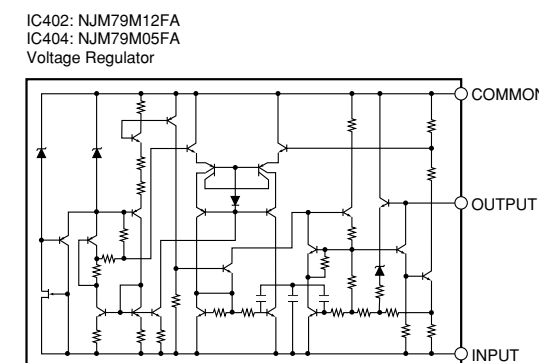 IC402: NJM79M12FA
IC404: NJM79M05FA
Voltage Regulator
COMMON
OUTPUT
INPUT